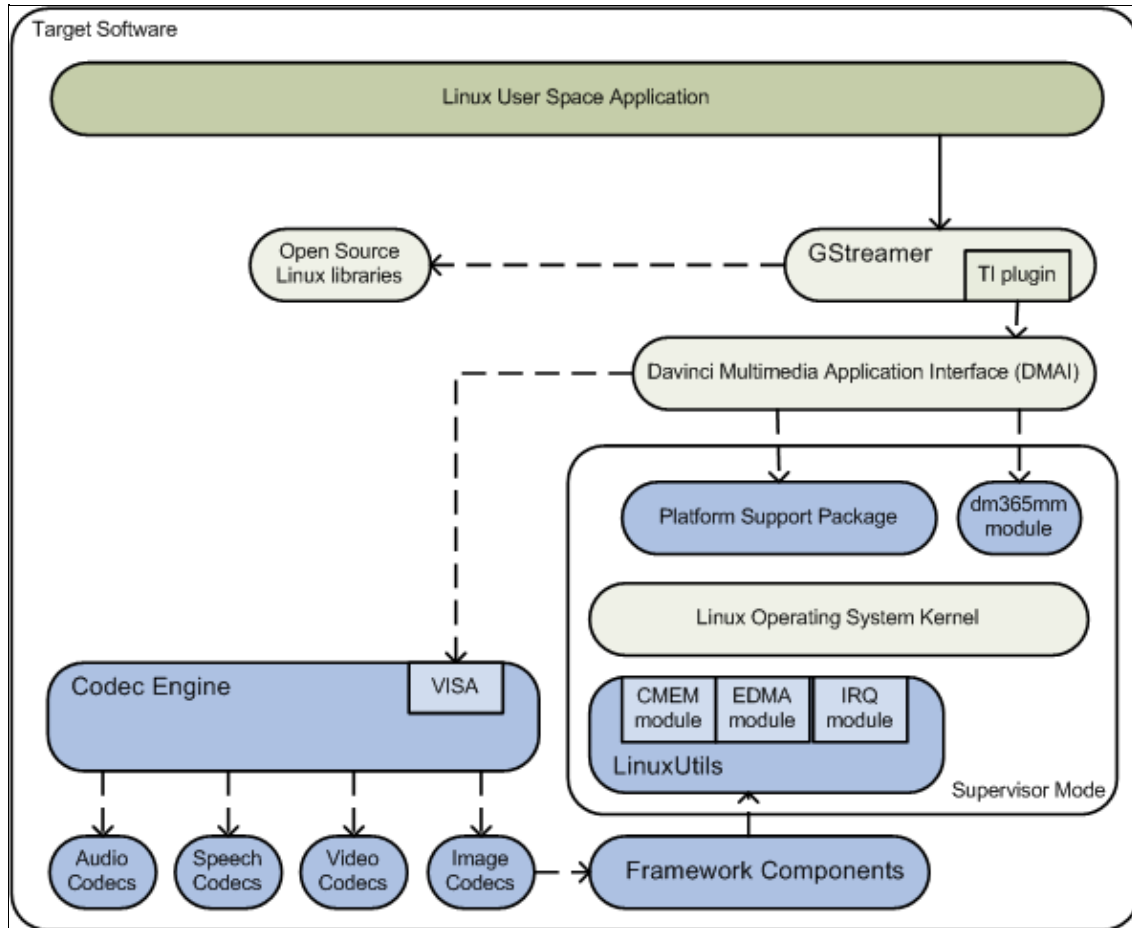 Target Software
Linux User Space Application
Open Source
Linux libraries
GStreamer
TI plugin
Davinci Multimedia Application Interface (DMAI)
Platform Support Package
dm365mm
module
Linux Operating System Kernel
Codec Engine
VISA
CMEM
module
EDMA
module
IRQ
module
LinuxUtils
Supervisor Mode
Audio
Codecs
Speech
Codecs
Video
Codecs
Image
Codecs
Framework Components